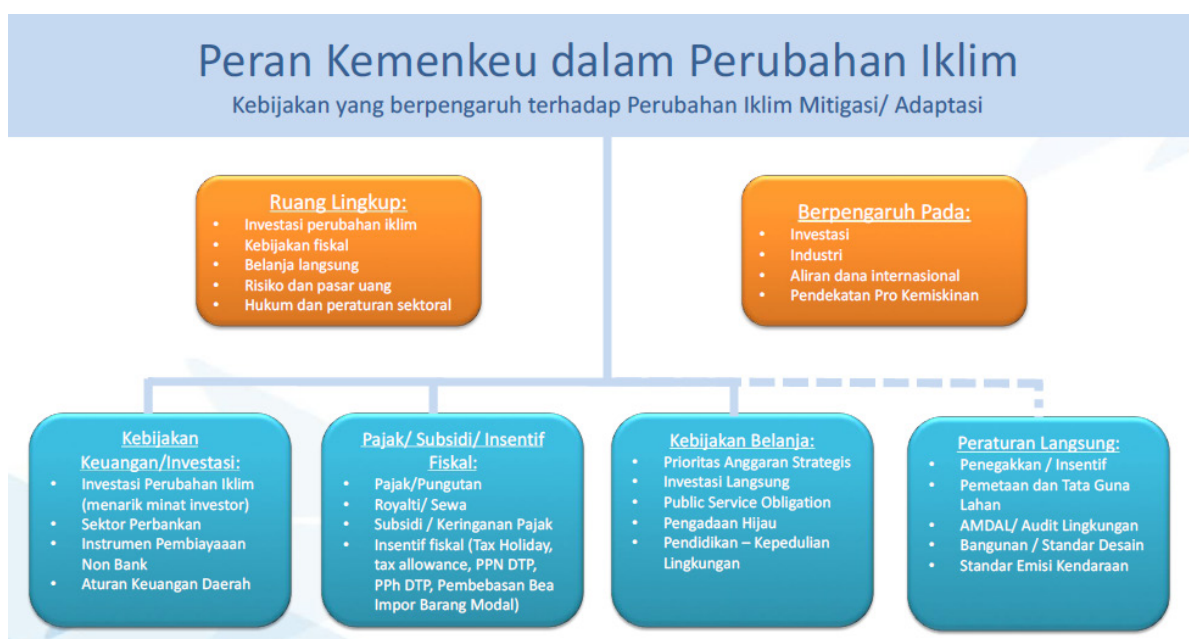 Peran Kemenkeu dalam Perubahan Iklim
Kebijakan yang berpengaruh terhadap Perubahan Iklim Mitigasi/ Adaptasi
Ruang Lingkup:
• Investasi perubahan iklim
• Kebijakan fiskal
• Belanja langsung
• Risiko dan pasar uang
• Hukum dan peraturan sektoral
Berpengaruh Pada:
• Investasi
• Industri
• Aliran dana internasional
• Pendekatan Pro Kemiskinan
Kebijakan
Keuangan/Investasi:
• Investasi Perubahan Iklim
(menarik minat investor)
• Sektor Perbankan
• Instrumen Pembiayaaan
Non Bank
• Aturan Keuangan Daerah
Pajak/ Subsidi/ Insentif
Fiskal:
• Pajak/Pungutan
• Royalti/ Sewa
• Subsidi / Keringanan Pajak
• Insentif fiskal (Tax Holiday,
tax allowance, PPN DTP,
PPh DTP, Pembebasan Bea
Impor Barang Modal)
Kebijakan Belanja:
• Prioritas Anggaran Strategis
• Investasi Langsung
• Public Service Obligation
• Pengadaan Hijau
• Pendidikan – Kepedulian
Lingkungan
Peraturan Langsung:
• Penegakkan / Insentif
• Pemetaan dan Tata Guna
Lahan
• AMDAL/ Audit Lingkungan
• Bangunan / Standar Desain
• Standar Emisi Kendaraan